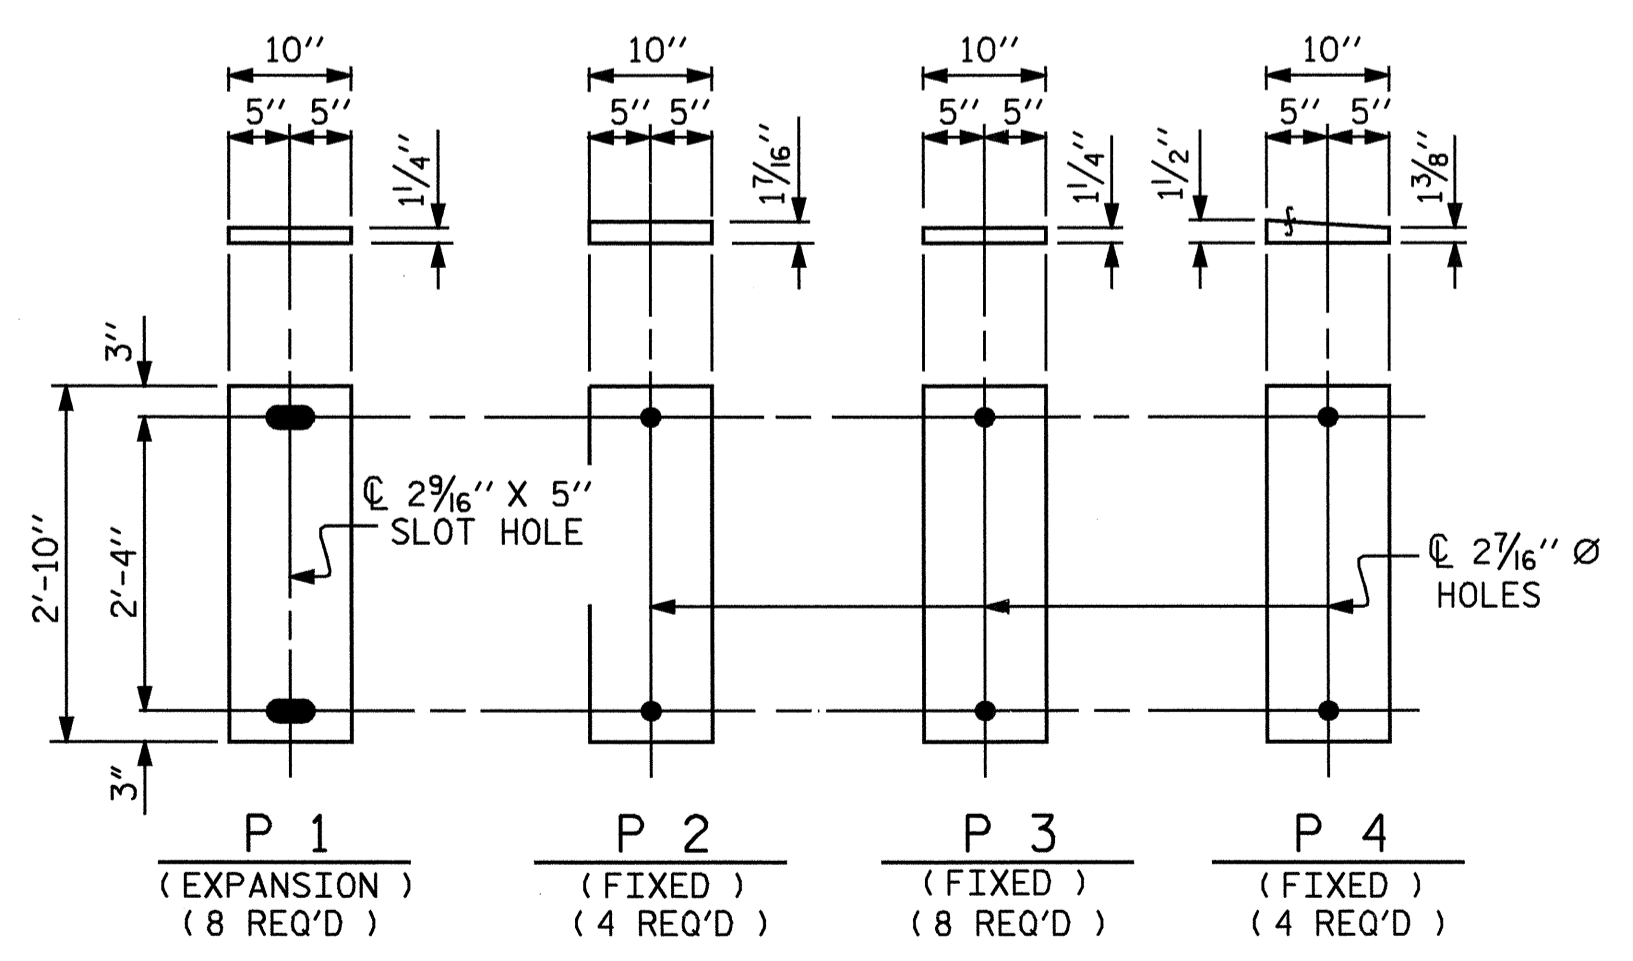 10″ 10″ 10″ 10″
5″ 5″ 5″ 5″ 5″ 5″ 5″ 5″
1 1/4″ 1 7/16″ 1 1/4″ 1 1/2″ 1 3/8″
3″
2'-10″
2'-4″
3″
℄ 2 9/16″ X 5″
SLOT HOLE
℄ 2 7/16″ Ø
HOLES
P 1
(EXPANSION)
(8 REQ'D)
P 2
(FIXED)
(4 REQ'D)
P 3
(FIXED)
(8 REQ'D)
P 4
(FIXED)
(4 REQ'D)